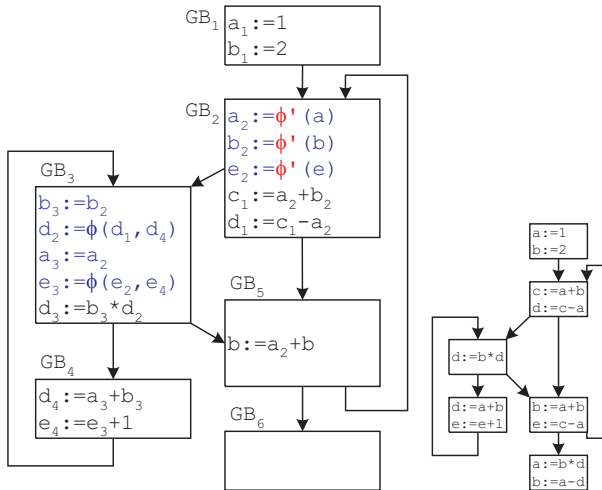 GB₁
a₁:=1
b₁:=2
GB₂
a₂:=ϕ'(a)
b₂:=ϕ'(b)
e₂:=ϕ'(e)
c₁:=a₂+b₂
d₁:=c₁-a₂
GB₃
b₃:=b₂
d₂:=ϕ(d₁,d₄)
a₃:=a₂
e₃:=ϕ(e₂,e₄)
d₃:=b₃*d₂
GB₅
b:=a₂+b
GB₄
d₄:=a₃+b₃
e₄:=e₃+1
GB₆
a:=1
b:=2
c:=a+b
d:=c-a
d:=b*d
d:=a+b
e:=e+1
b:=a+b
e:=c-a
a:=b*d
b:=a-d